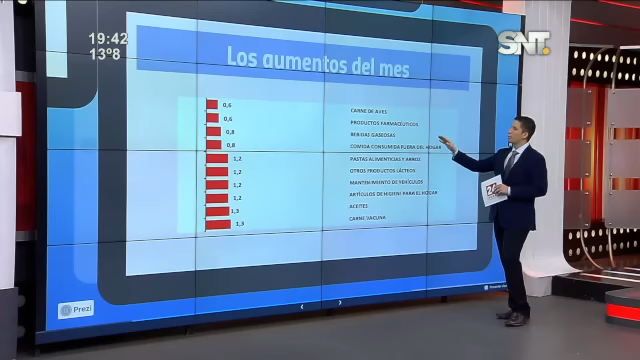 19:42
13°8
SNT.
Los aumentos del mes
0,6 CARNE DE AVES
0,6 PRODUCTOS FARMACÉUTICOS
0,8 BEBIDAS GASEOSAS
0,8 COMIDA CONSUMIDA FUERA DEL HOGAR
1,2 PASTAS ALIMENTICIAS Y ARROZ
1,2 OTROS PRODUCTOS LÁCTEOS
1,2 MANTENIMIENTO DE VEHÍCULOS
1,2 ARTÍCULOS DE HIGIENE PARA EL HOGAR
1,3 ACEITES
1,3 CARNE VACUNA
Prezi